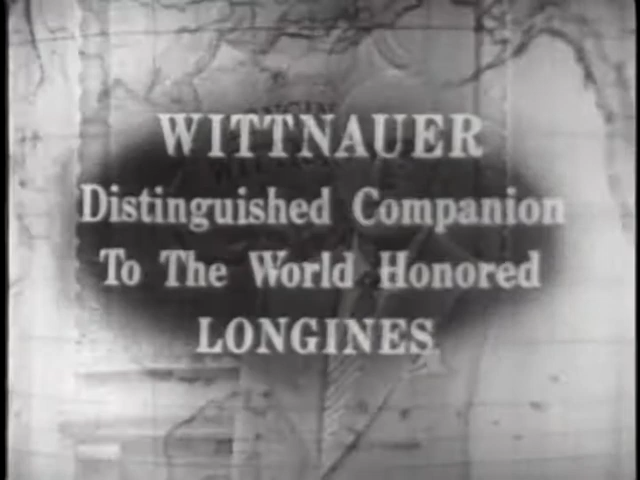 WITTNAUER
Distinguished Companion
To The World Honored
LONGINES